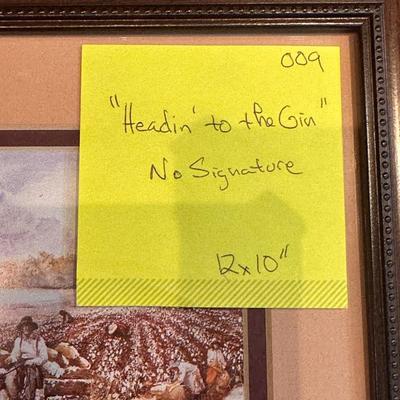 009
"Headin' to the Gin"
No Signature
12x10"